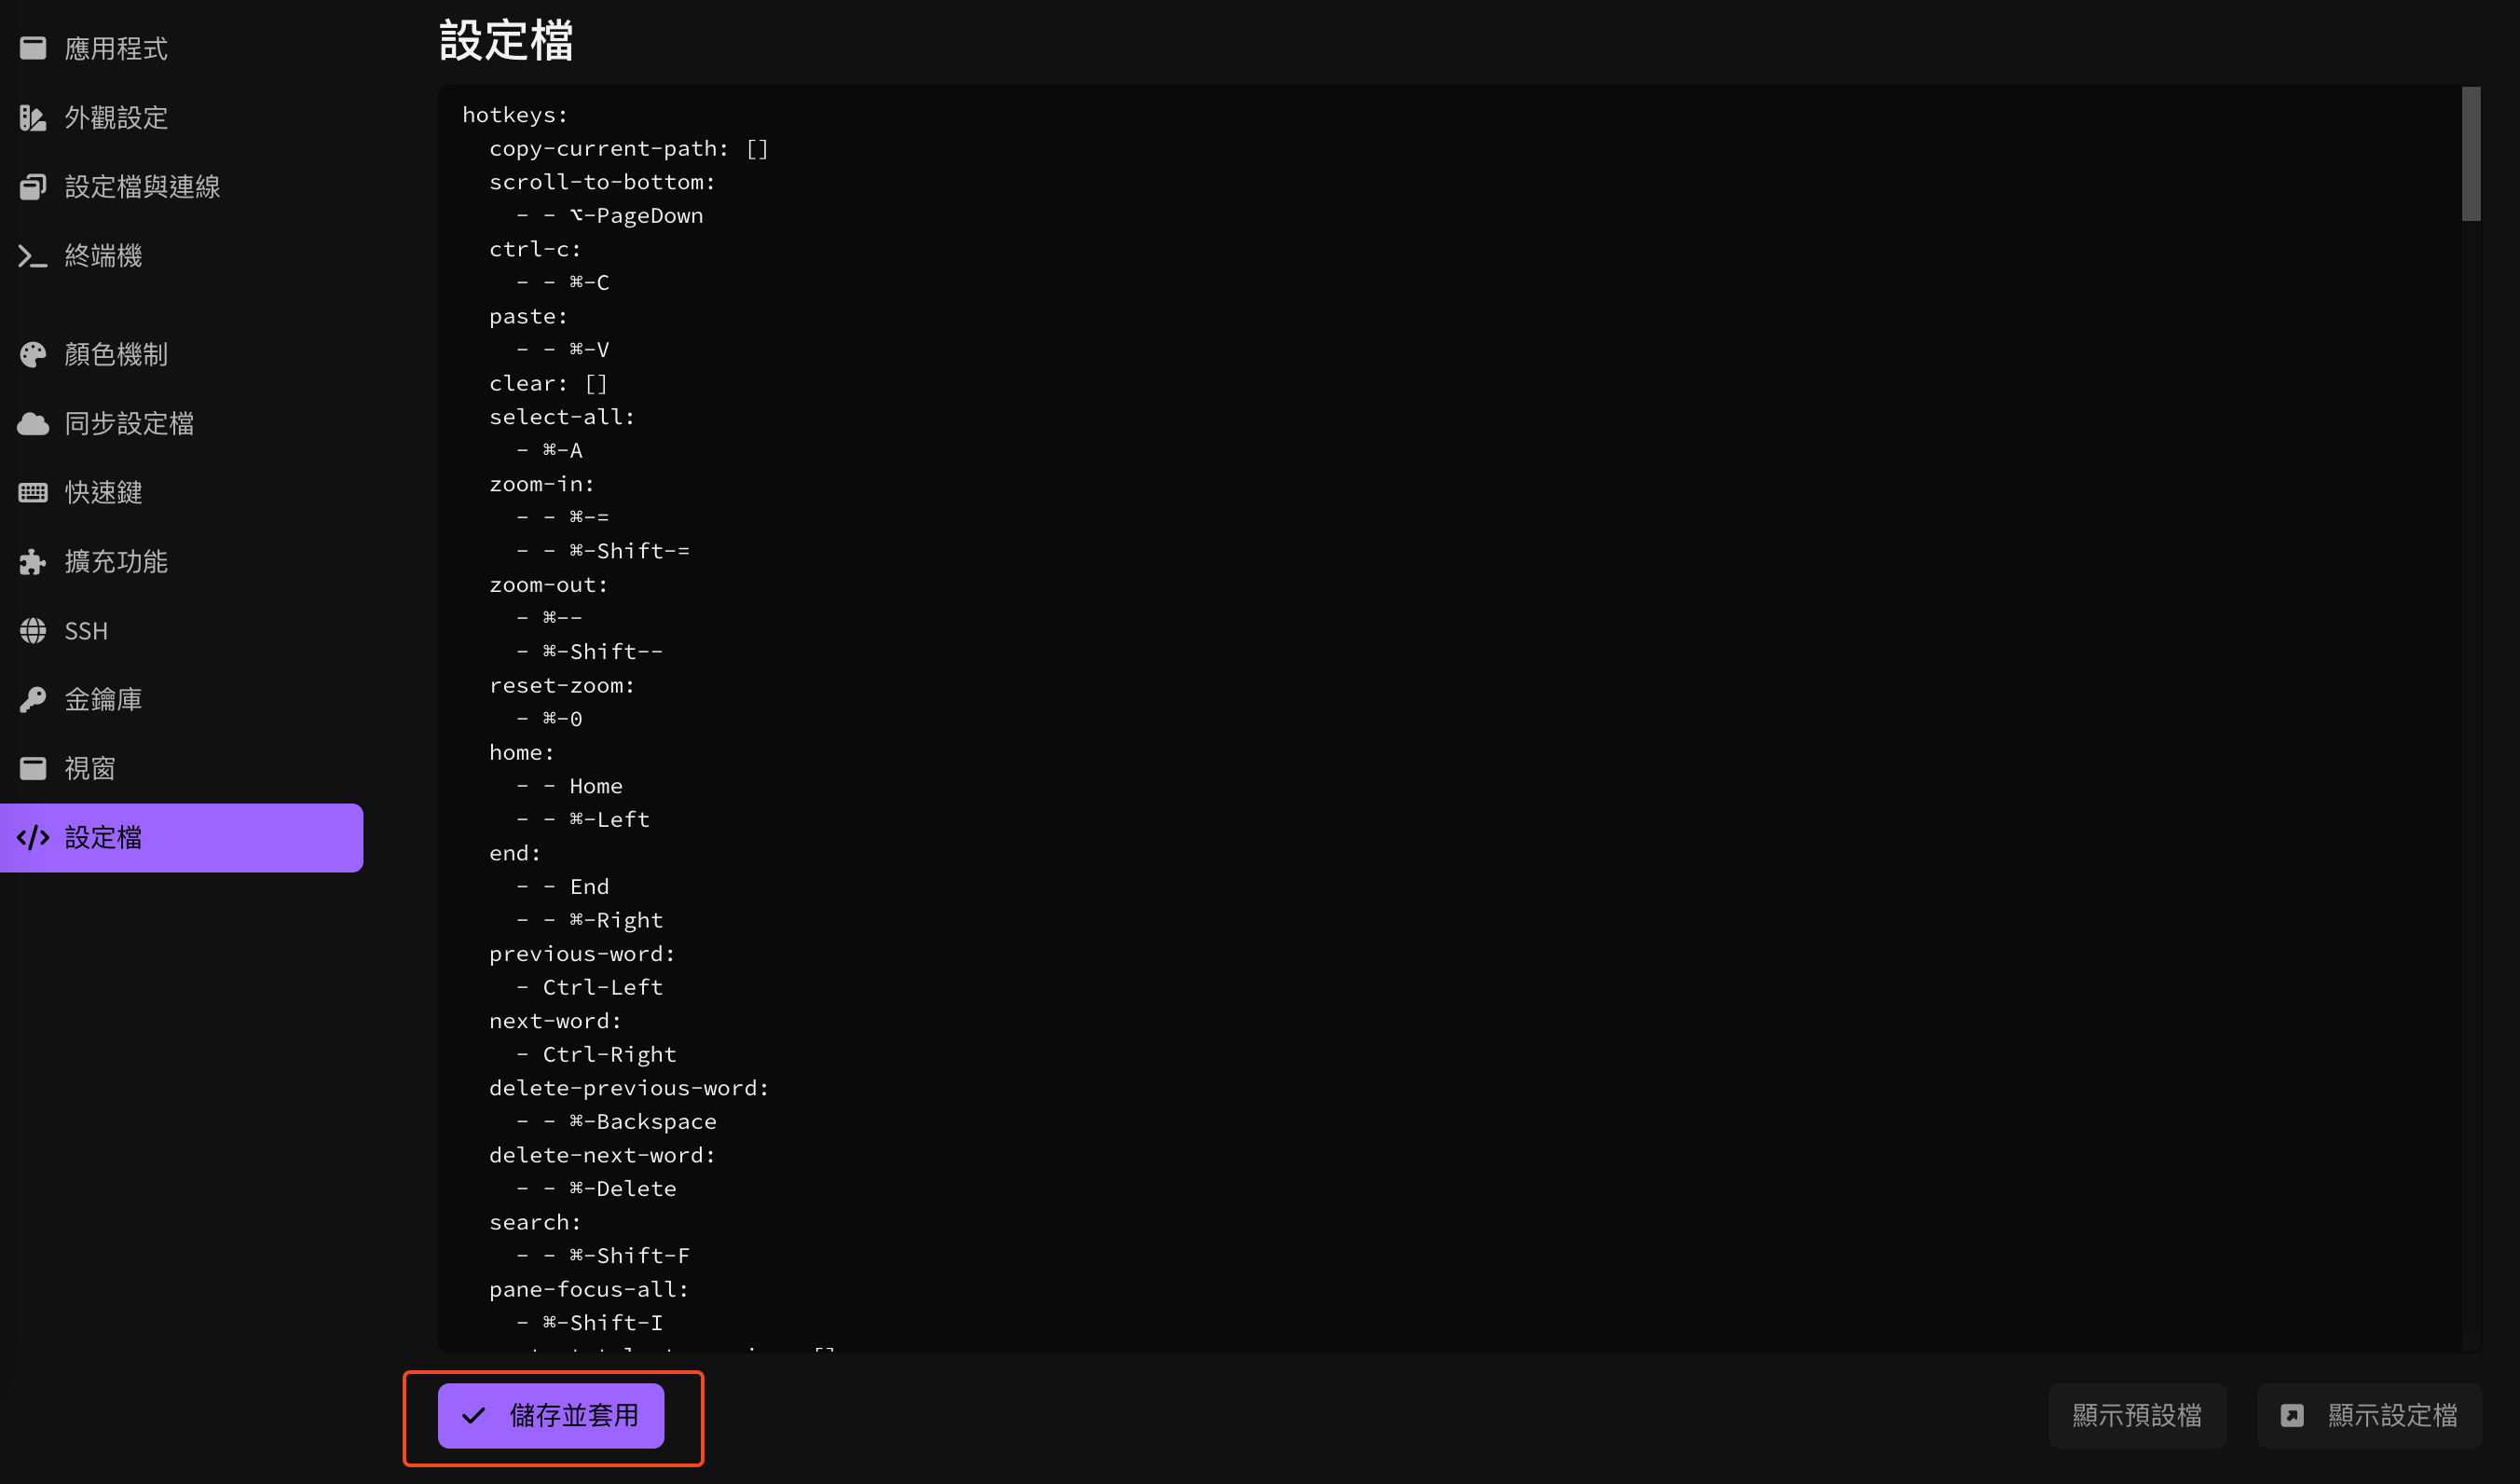 應用程式
外觀設定
設定檔與連線
終端機
顏色機制
同步設定檔
快速鍵
擴充功能
SSH
金鑰庫
視窗
設定檔
設定檔
hotkeys:
copy-current-path: []
scroll-to-bottom:
- - ⌥-PageDown
ctrl-c:
- - ⌘-C
paste:
- - ⌘-V
clear: []
select-all:
- ⌘-A
zoom-in:
- - ⌘-=
- - ⌘-Shift-=
zoom-out:
- ⌘--
- ⌘-Shift--
reset-zoom:
- ⌘-0
home:
- - Home
- - ⌘-Left
end:
- - End
- - ⌘-Right
previous-word:
- Ctrl-Left
next-word:
- Ctrl-Right
delete-previous-word:
- - ⌘-Backspace
delete-next-word:
- - ⌘-Delete
search:
- - ⌘-Shift-F
pane-focus-all:
- ⌘-Shift-I
儲存並套用
顯示預設檔
顯示設定檔